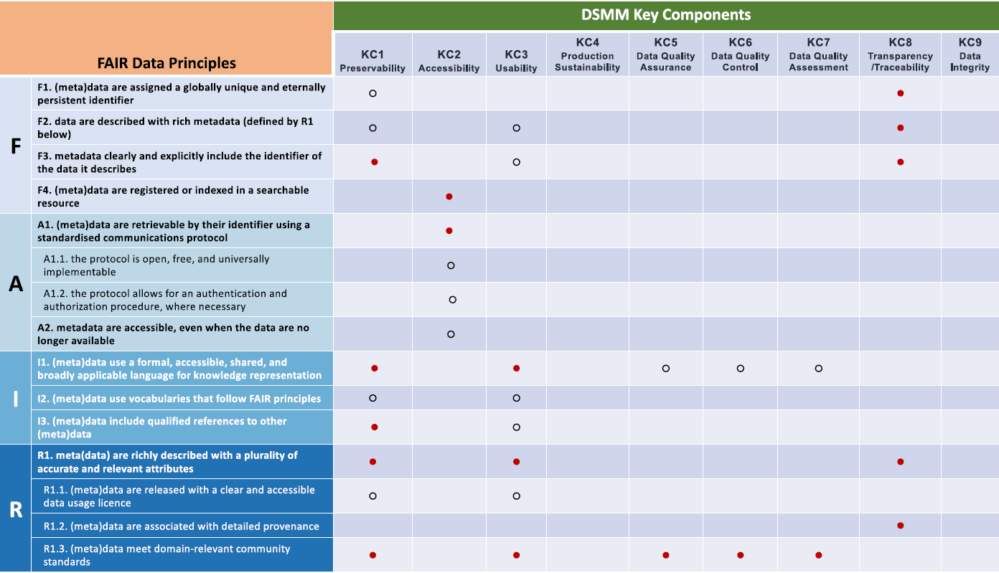 DSMM Key Components
FAIR Data Principles
KC1
Preservability
KC2
Accessibility
KC3
Usability
KC4
Production
Sustainability
KC5
Data Quality
Assurance
KC6
Data Quality
Control
KC7
Data Quality
Assessment
KC8
Transparency
/Traceability
KC9
Data
Integrity
F
F1. (meta)data are assigned a globally unique and eternally
persistent identifier
F2. data are described with rich metadata (defined by R1
below)
F3. metadata clearly and explicitly include the identifier of
the data it describes
F4. (meta)data are registered or indexed in a searchable
resource
A
A1. (meta)data are retrievable by their identifier using a
standardised communications protocol
A1.1. the protocol is open, free, and universally
implementable
A1.2. the protocol allows for an authentication and
authorization procedure, where necessary
A2. metadata are accessible, even when the data are no
longer available
I
I1. (meta)data use a formal, accessible, shared, and
broadly applicable language for knowledge representation
I2. (meta)data use vocabularies that follow FAIR principles
I3. (meta)data include qualified references to other
(meta)data
R
R1. meta(data) are richly described with a plurality of
accurate and relevant attributes
R1.1. (meta)data are released with a clear and accessible
data usage licence
R1.2. (meta)data are associated with detailed provenance
R1.3. (meta)data meet domain-relevant community
standards